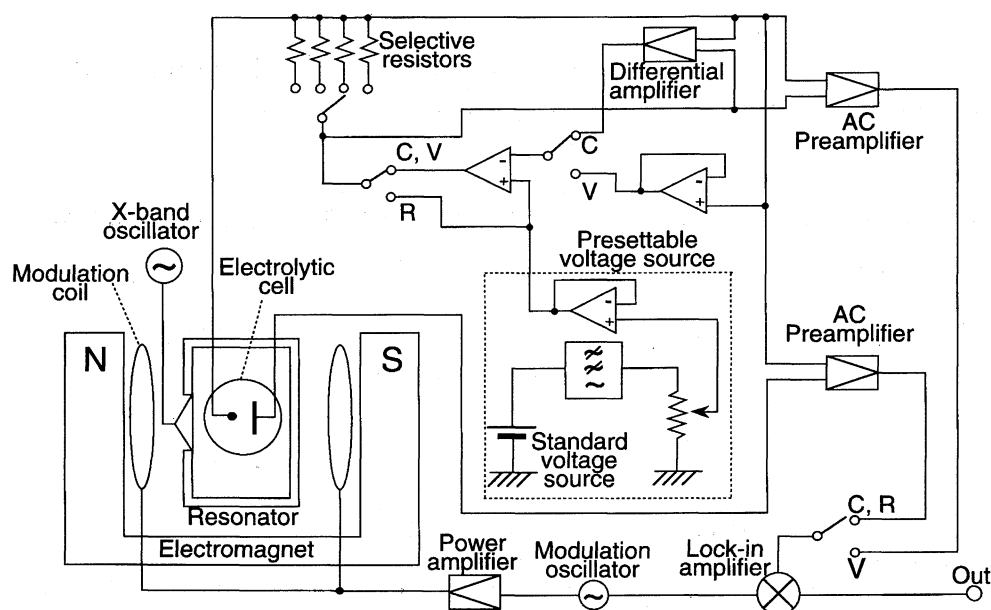 Selective
resistors
Differential
amplifier
AC
Preamplifier
C, V
C
-
+
R
V
-
+
X-band
oscillator
Presettable
voltage source
Modulation
coil
Electrolytic
cell
-
+
AC
Preamplifier
N
S
Standard
voltage
source
Resonator
C, R
Electromagnet
Power
amplifier
Modulation
oscillator
Lock-in
amplifier
V
Out